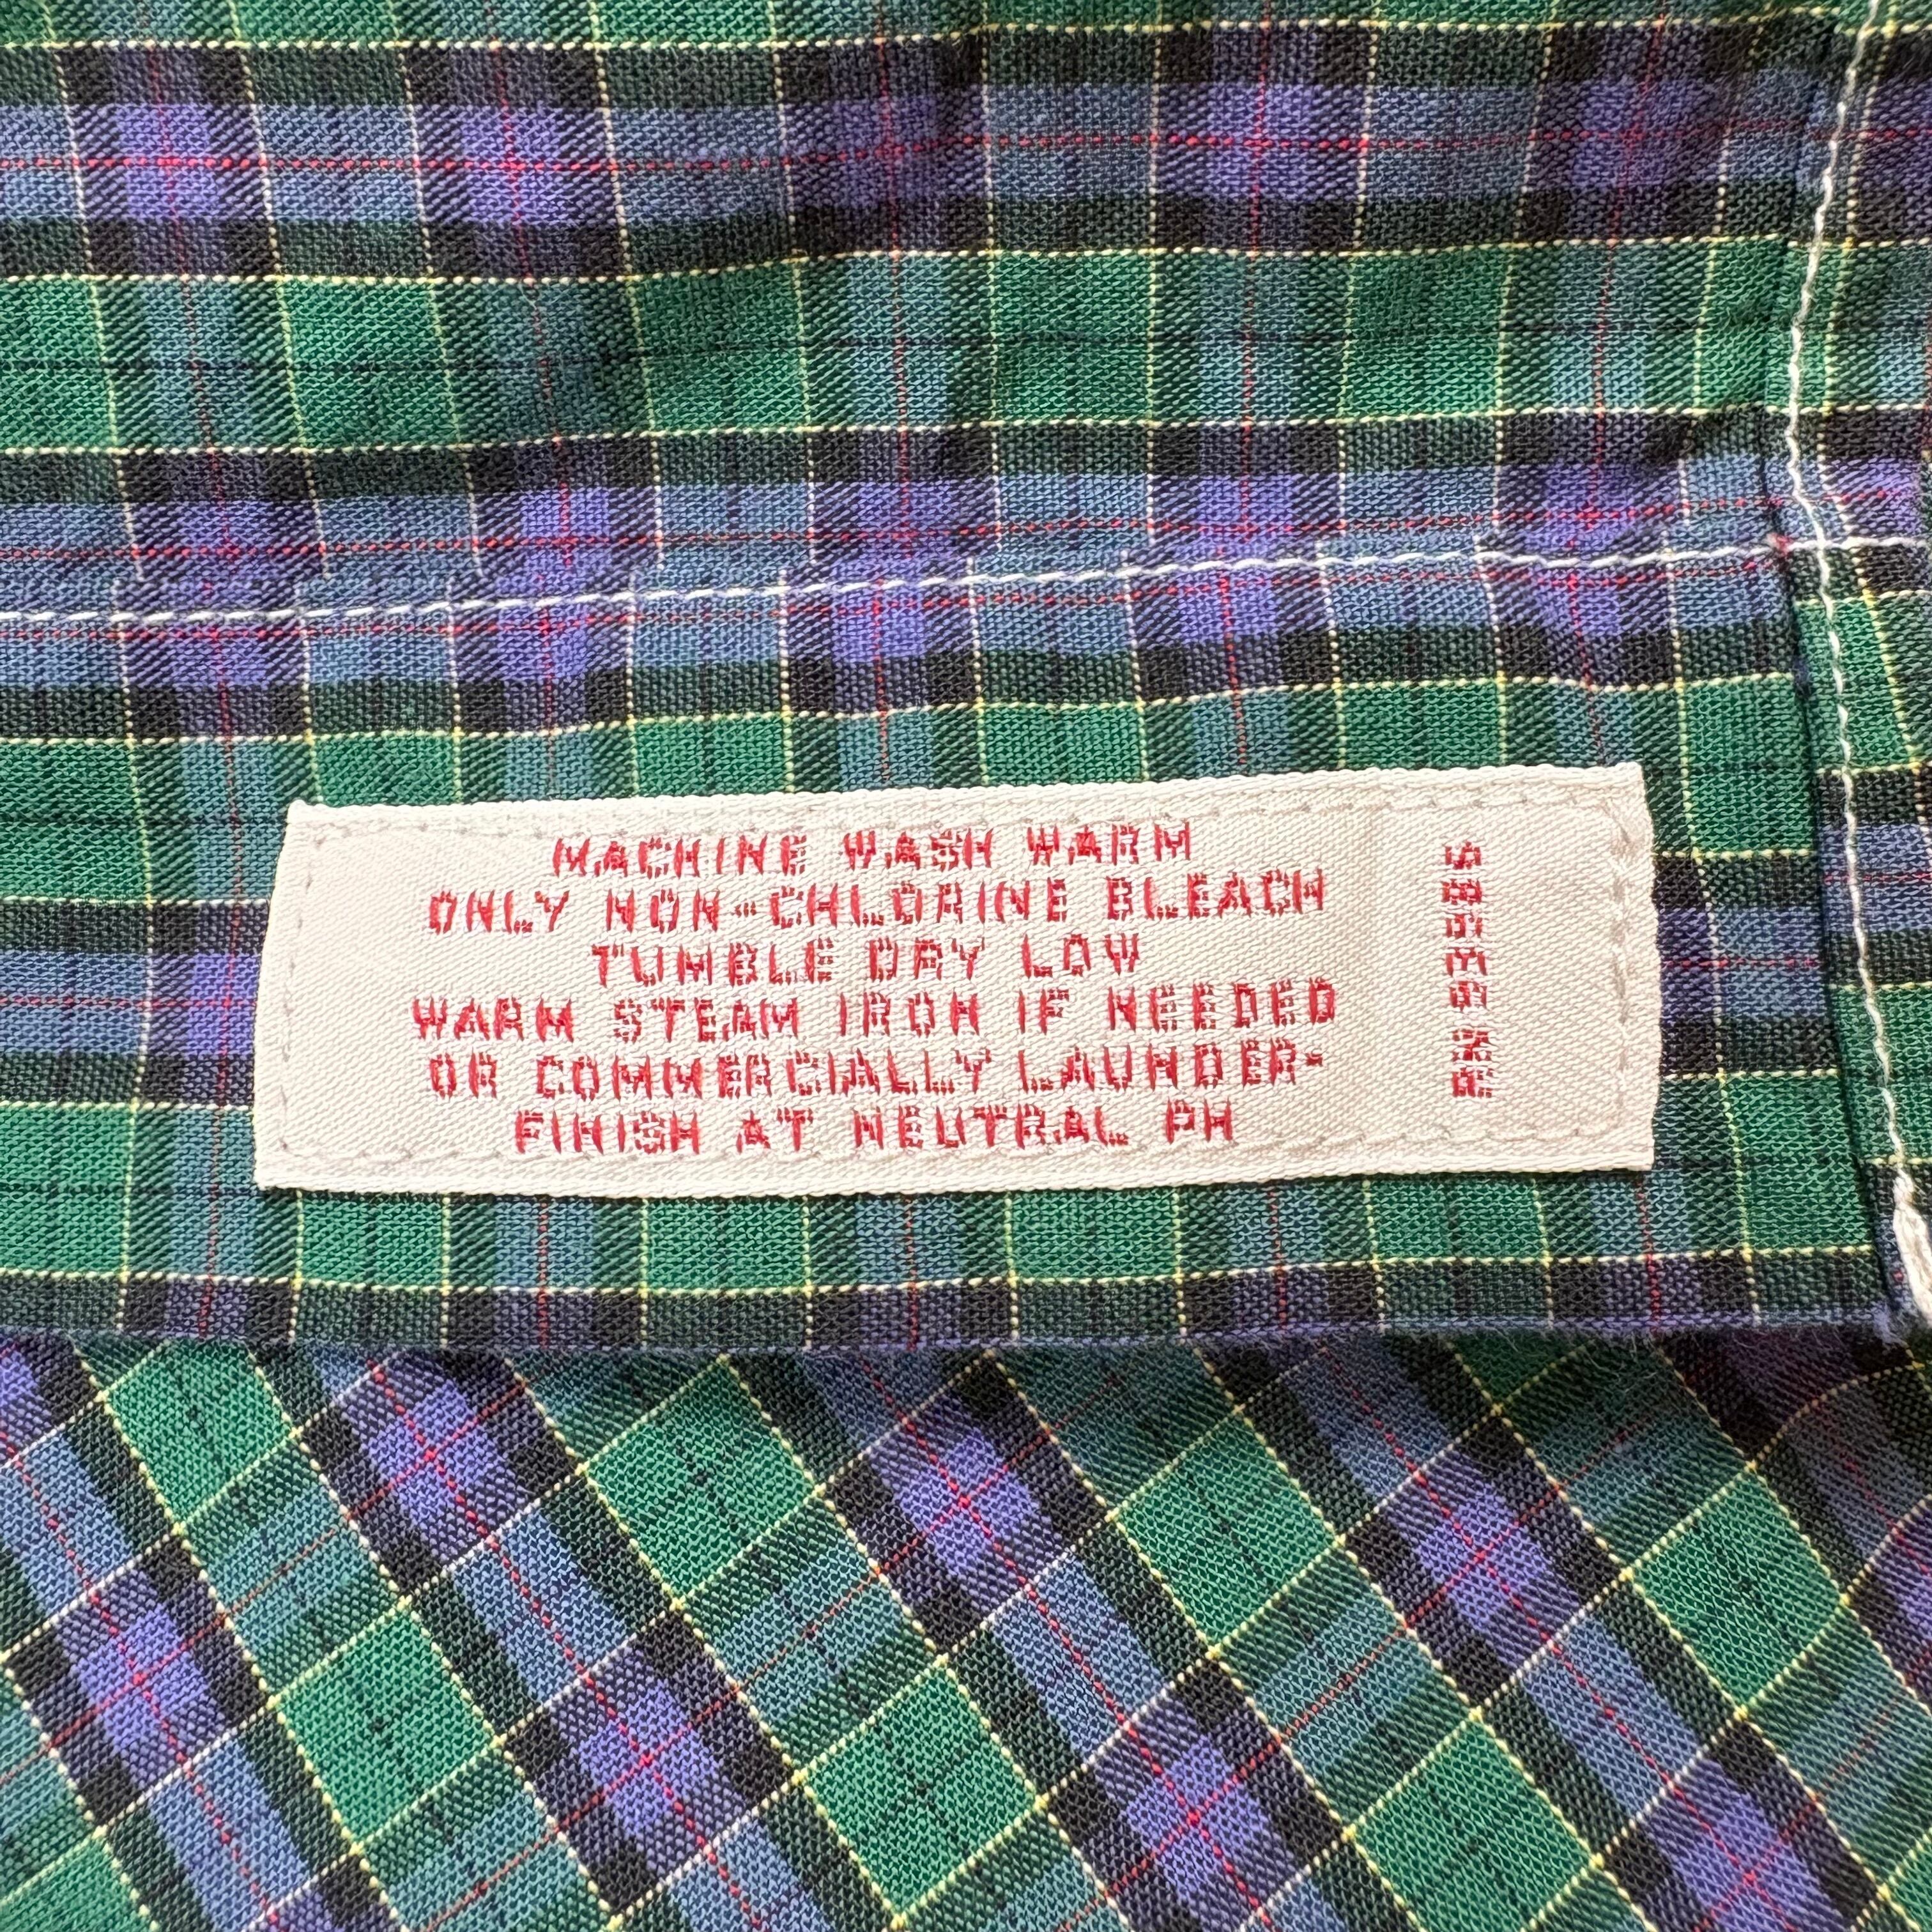 MACHINE WASH WARM
ONLY NON-CHLORINE BLEACH
TUMBLE DRY LOW
WARM STEAM IRON IF NEEDED
OR COMMERCIALLY LAUNDER-
FINISH AT NEUTRAL PH